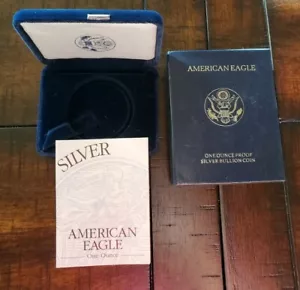 AMERICAN EAGLE
ONE OUNCE PROOF
SILVER BULLION COIN
SILVER
AMERICAN
EAGLE
One Ounce